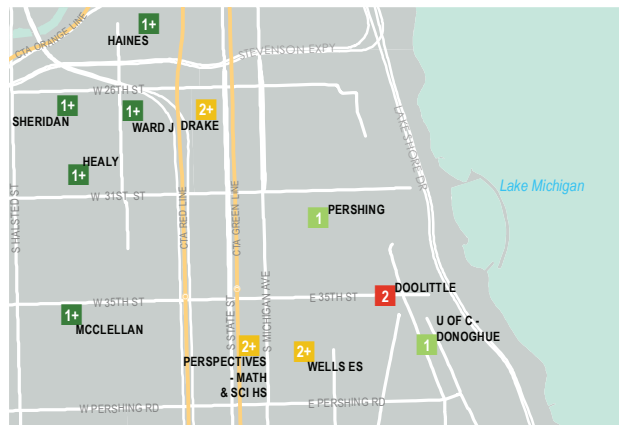 CTA ORANGE LINE
1+
HAINES
STEVENSON EXPY
W 26TH ST
1+
SHERIDAN
1+
WARD J
2+
DRAKE
LAKE SHORE DR
HEALY
1+
Lake Michigan
W 31ST ST
S HALSTED ST
CTA RED LINE
CTA GREEN LINE
1
PERSHING
S MICHIGAN AVE
S STATE ST
W 35TH ST
E 35TH ST
2
DOOLITTLE
1+
MCCLELLAN
U OF C -
DONOGHUE
1
2+
PERSPECTIVES
- MATH
& SCI HS
2+
WELLS ES
W PERSHING RD
E PERSHING RD